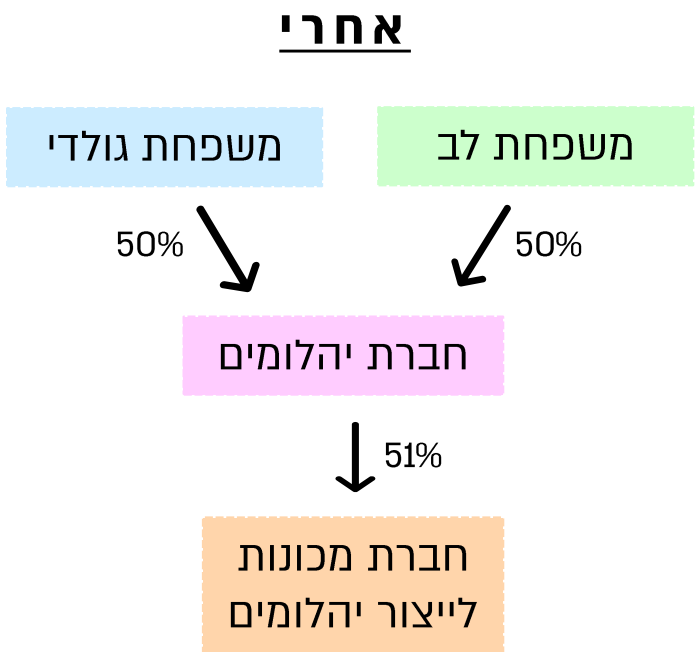 אחרי
משפחת לב
משפחת גולדי
50%
50%
חברת יהלומים
51%
חברת מכונות
לייצור יהלומים